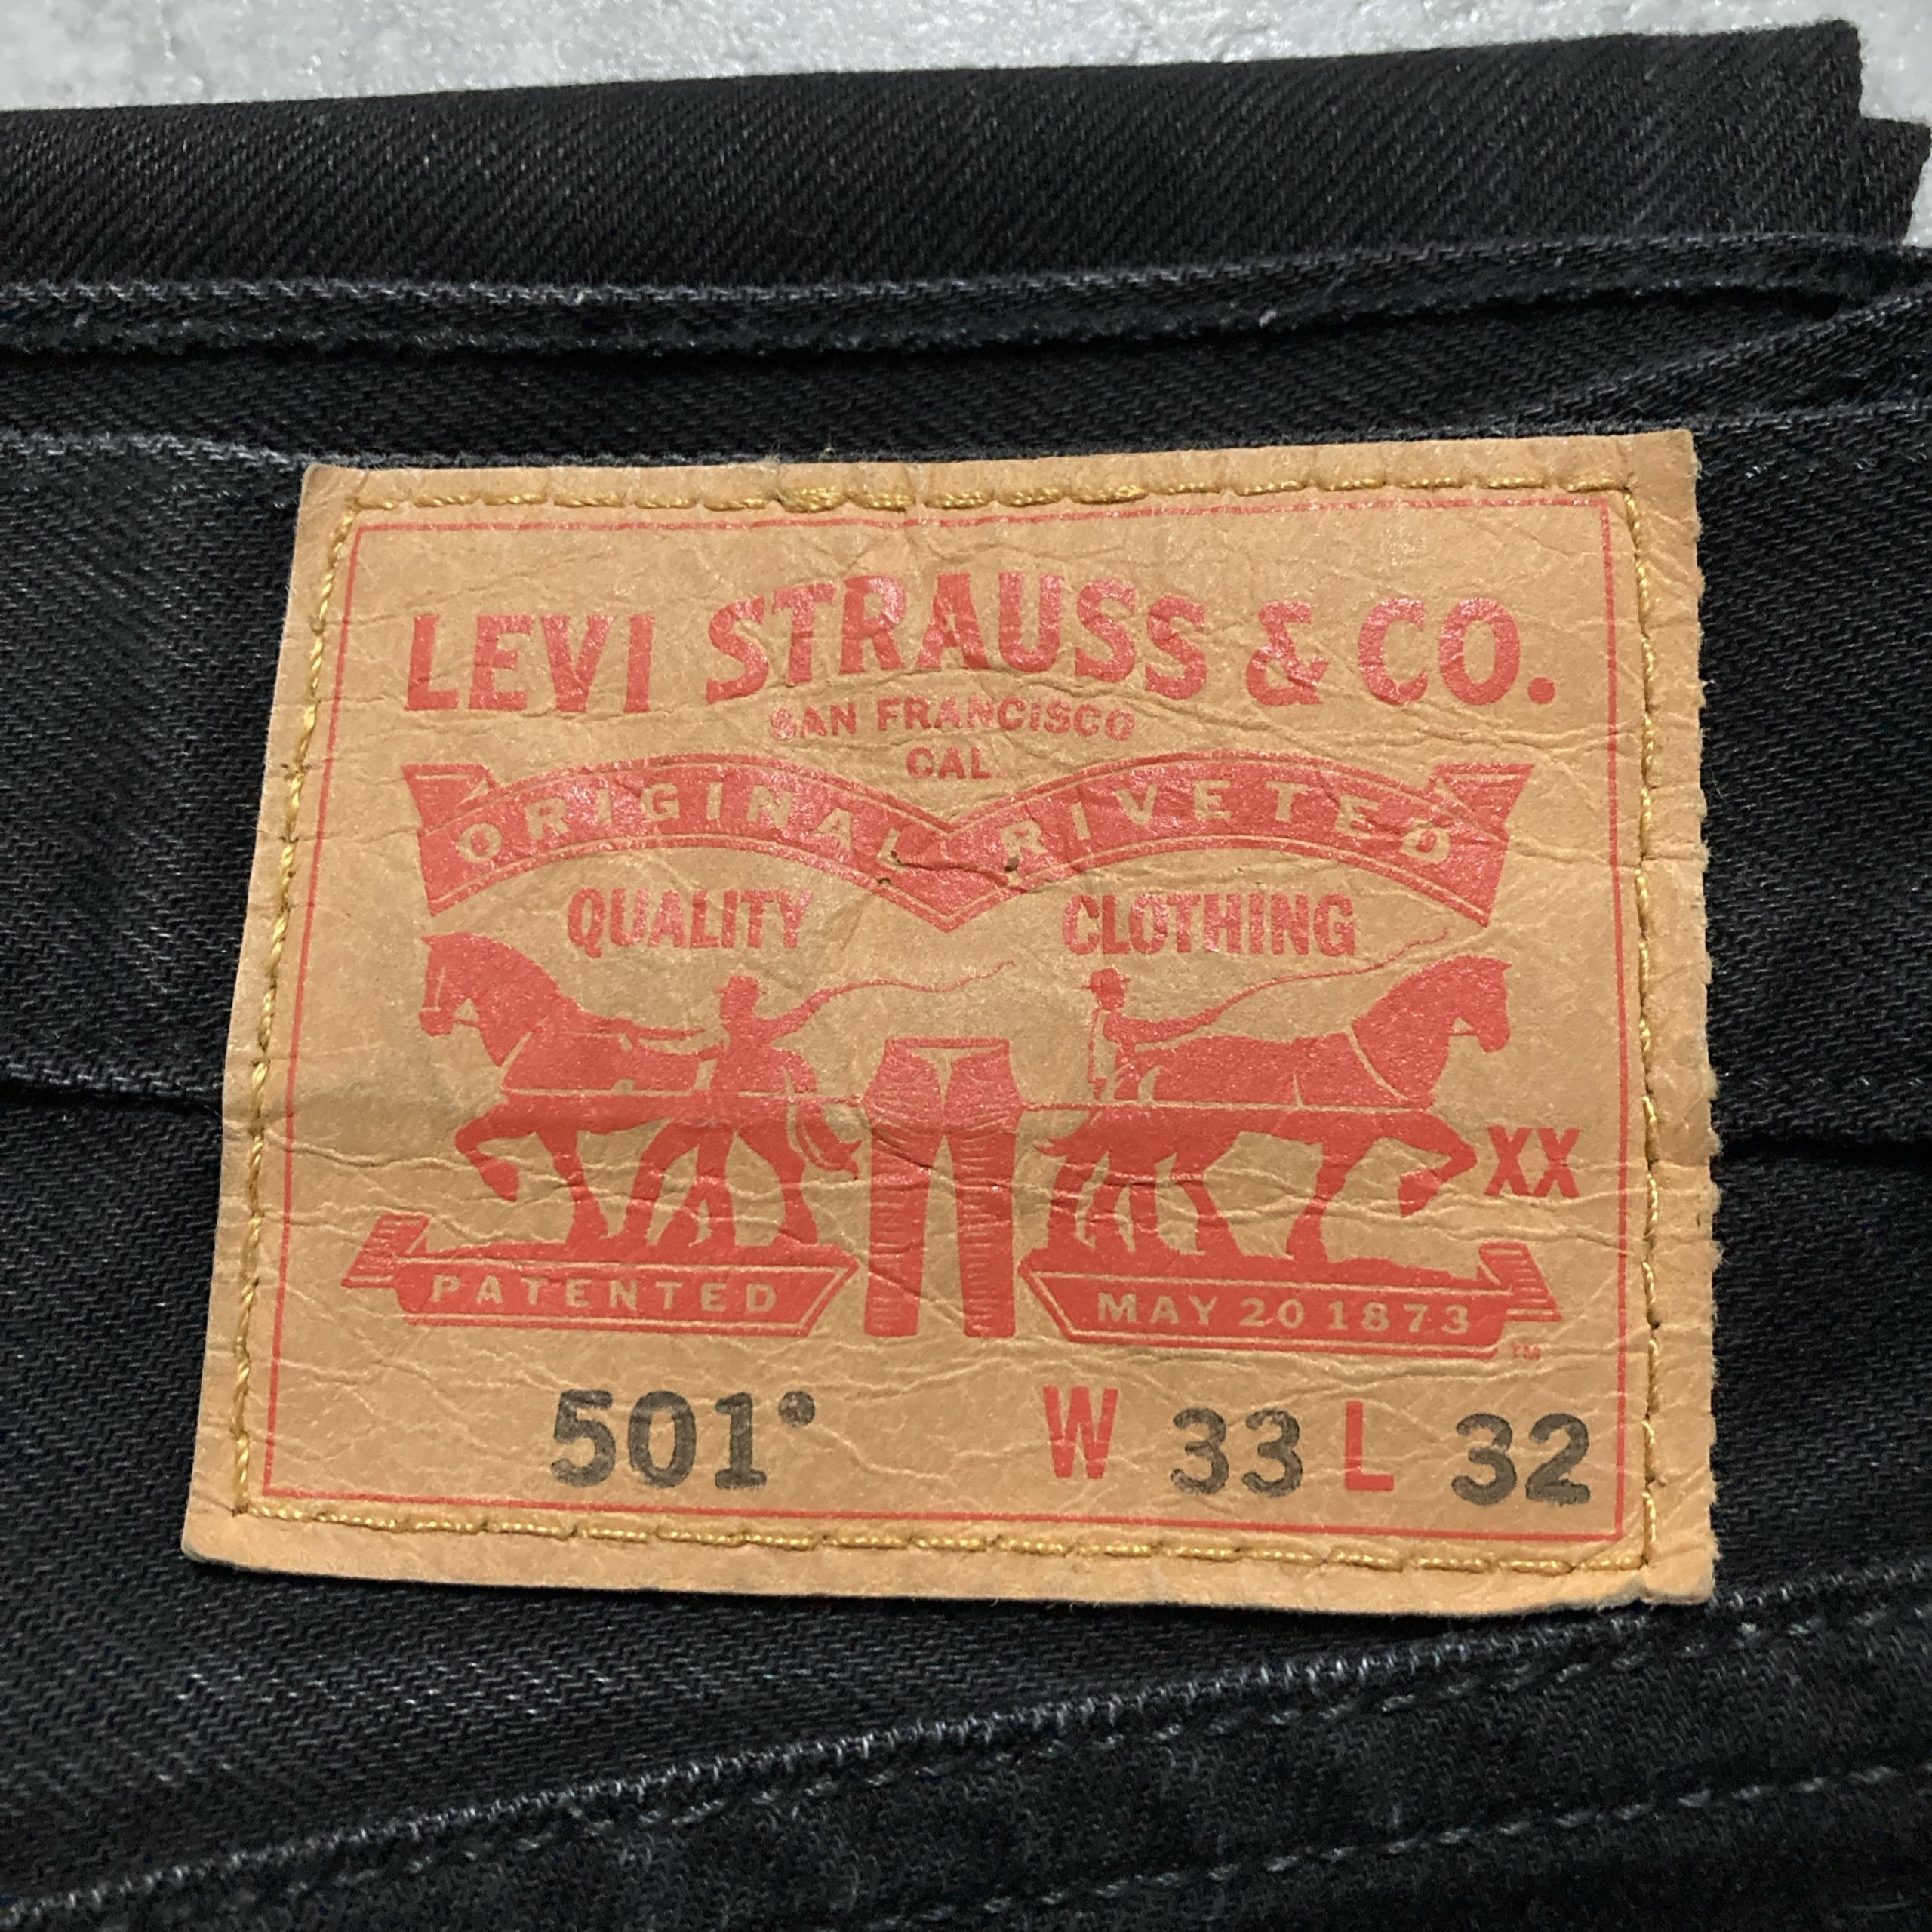 LEVI STRAUSS & CO.
SAN FRANCISCO
CAL.
ORIGINAL RIVETED
QUALITY CLOTHING
XX
PATENTED MAY 20 1873
TM
501® W 33 L 32